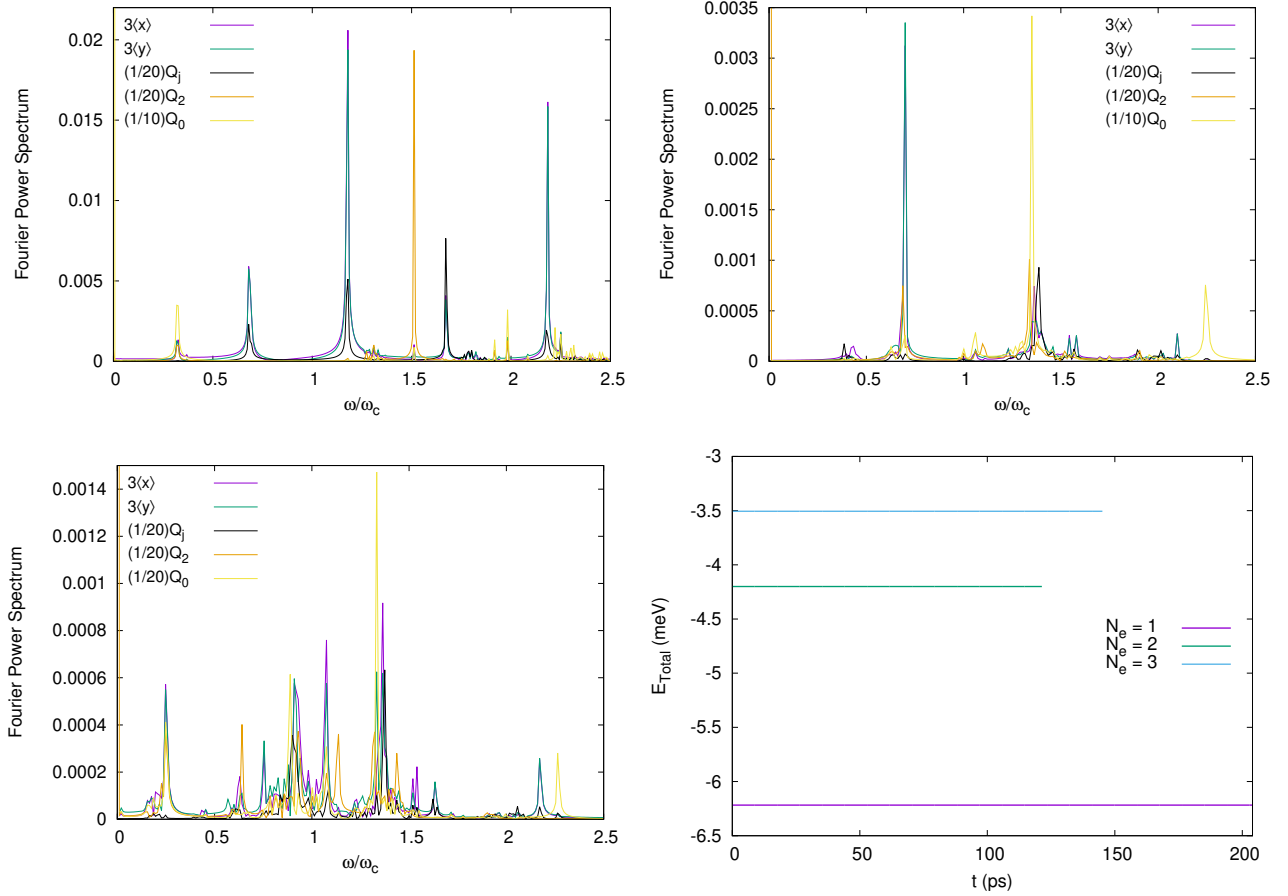 Fourier Power Spectrum
0.02
0.015
0.01
0.005
0
3⟨x⟩
3⟨y⟩
(1/20)Q_j
(1/20)Q_2
(1/10)Q_0
0 0.5 1 1.5 2 2.5
ω/ω_c
Fourier Power Spectrum
0.0035
0.003
0.0025
0.002
0.0015
0.001
0.0005
0
3⟨x⟩
3⟨y⟩
(1/20)Q_j
(1/20)Q_2
(1/10)Q_0
0 0.5 1 1.5 2 2.5
ω/ω_c
Fourier Power Spectrum
0.0014
0.0012
0.001
0.0008
0.0006
0.0004
0.0002
0
3⟨x⟩
3⟨y⟩
(1/20)Q_j
(1/20)Q_2
(1/20)Q_0
0 0.5 1 1.5 2 2.5
ω/ω_c
E_Total (meV)
-3
-3.5
-4
-4.5
-5
-5.5
-6
-6.5
N_e = 1
N_e = 2
N_e = 3
0 50 100 150 200
t (ps)